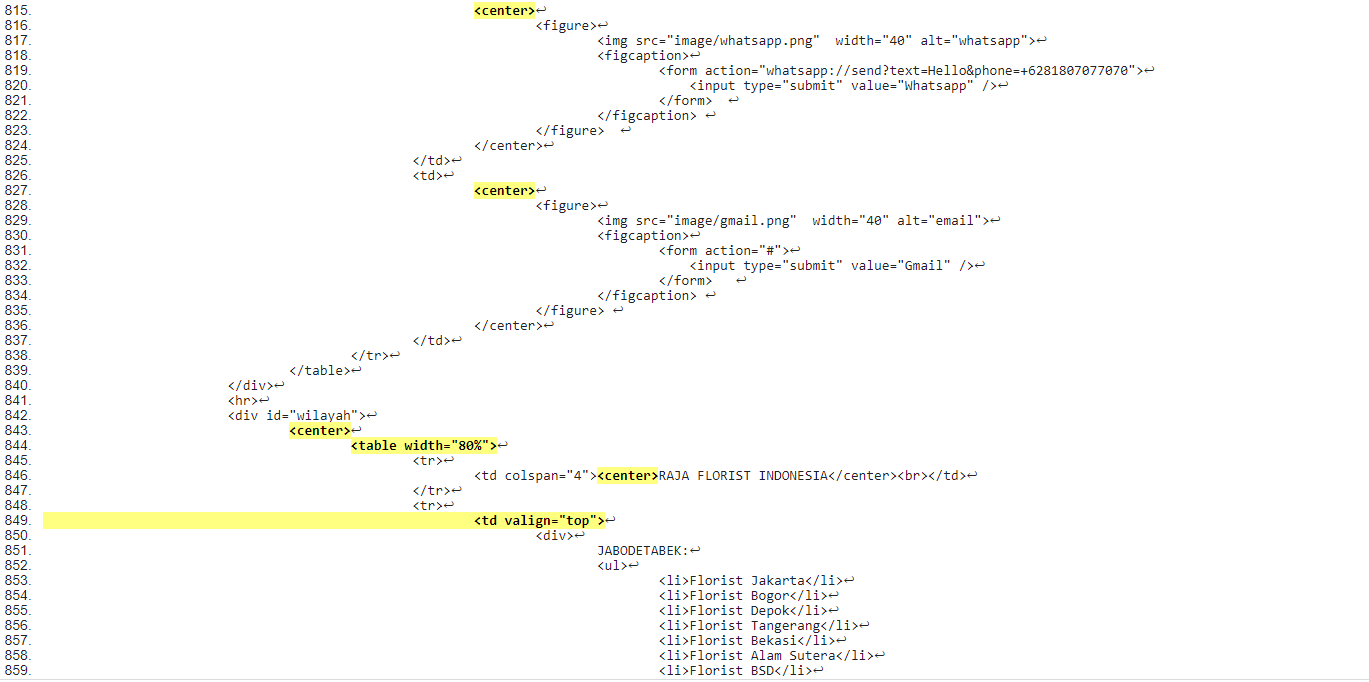 815. <center>↩
816. <figure>↩
817. <img src="image/whatsapp.png"  width="40" alt="whatsapp">↩
818. <figcaption>↩
819. <form action="whatsapp://send?text=Hello&phone=+6281807077070">↩
820. <input type="submit" value="Whatsapp" />↩
821. </form>  ↩
822. </figcaption> ↩
823. </figure>  ↩
824. </center>↩
825. </td>↩
826. <td>↩
827. <center>↩
828. <figure>↩
829. <img src="image/gmail.png"  width="40" alt="email">↩
830. <figcaption>↩
831. <form action="#">↩
832. <input type="submit" value="Gmail" />↩
833. </form>   ↩
834. </figcaption> ↩
835. </figure> ↩
836. </center>↩
837. </td>↩
838. </tr>↩
839. </table>↩
840. </div>↩
841. <hr>↩
842. <div id="wilayah">↩
843. <center>↩
844. <table width="80%">↩
845. <tr>↩
846. <td colspan="4"><center>RAJA FLORIST INDONESIA</center><br></td>↩
847. </tr>↩
848. <tr>↩
849. <td valign="top">↩
850. <div>↩
851. JABODETABEK:↩
852. <ul>↩
853. <li>Florist Jakarta</li>↩
854. <li>Florist Bogor</li>↩
855. <li>Florist Depok</li>↩
856. <li>Florist Tangerang</li>↩
857. <li>Florist Bekasi</li>↩
858. <li>Florist Alam Sutera</li>↩
859. <li>Florist BSD</li>↩